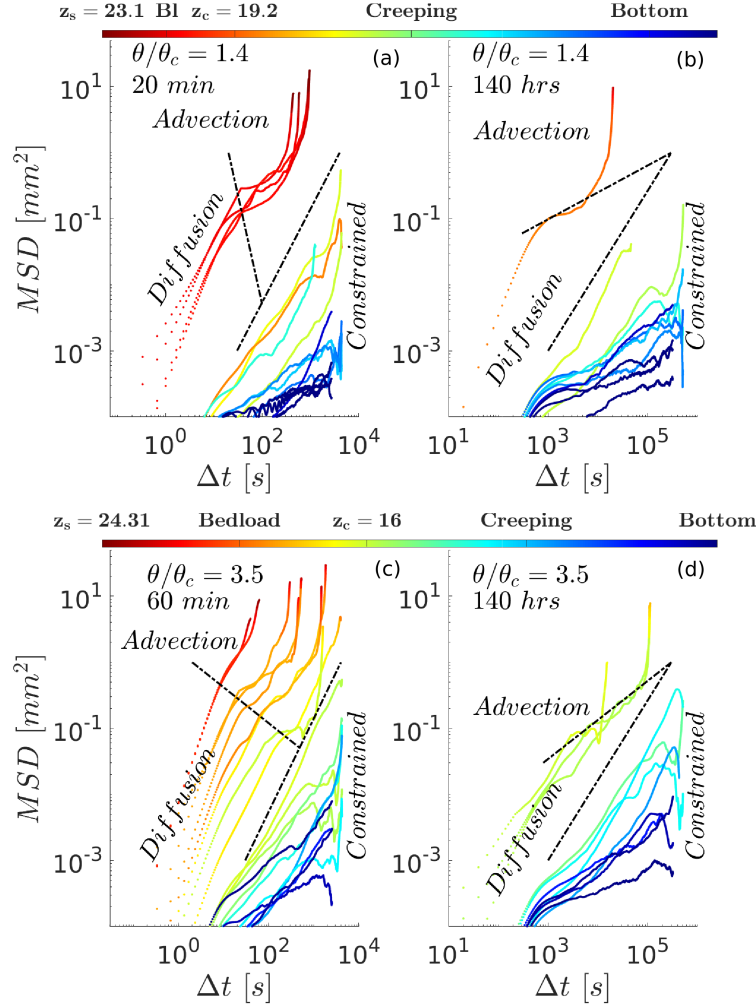 z_s = 23.1 Bl z_c = 19.2 Creeping Bottom
θ/θ_c = 1.4 (a)
20 min
Advection
Diffusion
Constrained
MSD [mm²]
10^1
10^-1
10^-3
10^0 10^2 10^4
Δt [s]
θ/θ_c = 1.4 (b)
140 hrs
Advection
Diffusion
Constrained
10^1
10^-1
10^-3
10^1 10^3 10^5
Δt [s]
z_s = 24.31 Bedload z_c = 16 Creeping Bottom
θ/θ_c = 3.5 (c)
60 min
Advection
Diffusion
Constrained
MSD [mm²]
10^1
10^-1
10^-3
10^0 10^2 10^4
Δt [s]
θ/θ_c = 3.5 (d)
140 hrs
Advection
Diffusion
Constrained
10^1
10^-1
10^-3
10^1 10^3 10^5
Δt [s]